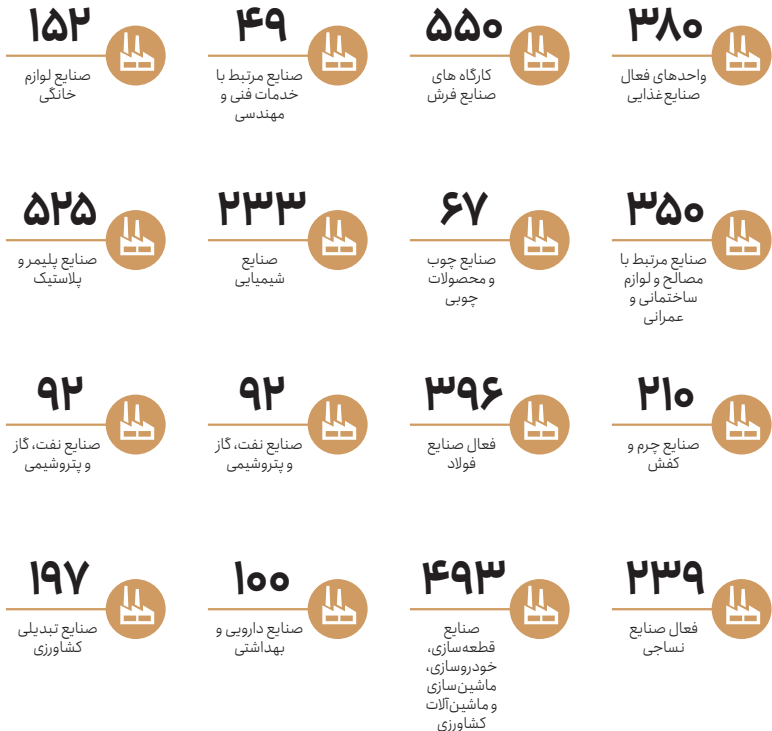 ۳۸۰
واحدهای فعال
صنایع غذایی
۵۵۰
کارگاه های
صنایع فرش
۴۹
صنایع مرتبط با
خدمات فنی و
مهندسی
۱۵۲
صنایع لوازم
خانگی
۳۵۰
صنایع مرتبط با
مصالح و لوازم
ساختمانی و
عمرانی
۶۷
صنایع چوب
و محصولات
چوبی
۲۳۳
صنایع
شیمیایی
۵۲۵
صنایع پلیمر و
پلاستیک
۲۱۰
صنایع چرم و
کفش
۳۹۶
فعال صنایع
فولاد
۹۲
صنایع نفت، گاز
و پتروشیمی
۹۲
صنایع نفت، گاز
و پتروشیمی
۲۳۹
فعال صنایع
نساجی
۴۹۳
صنایع
قطعه‌سازی،
خودروسازی،
ماشین‌سازی
و ماشین‌آلات
کشاورزی
۱۰۰
صنایع دارویی و
بهداشتی
۱۹۷
صنایع تبدیلی
کشاورزی